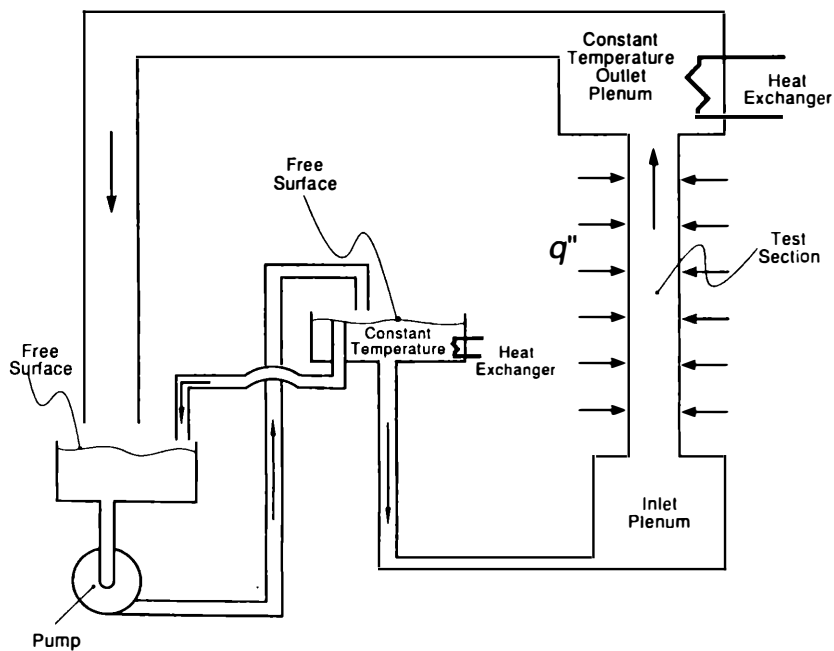 Constant
Temperature
Outlet
Plenum
Heat
Exchanger
Free
Surface
q"
Test
Section
Constant
Temperature
Heat
Exchanger
Free
Surface
Inlet
Plenum
Pump